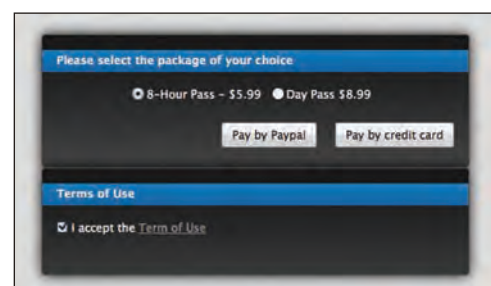 Please select the package of your choice
8-Hour Pass - $5.99 Day Pass $8.99
Pay by Paypal Pay by credit card
Terms of Use
I accept the Term of Use